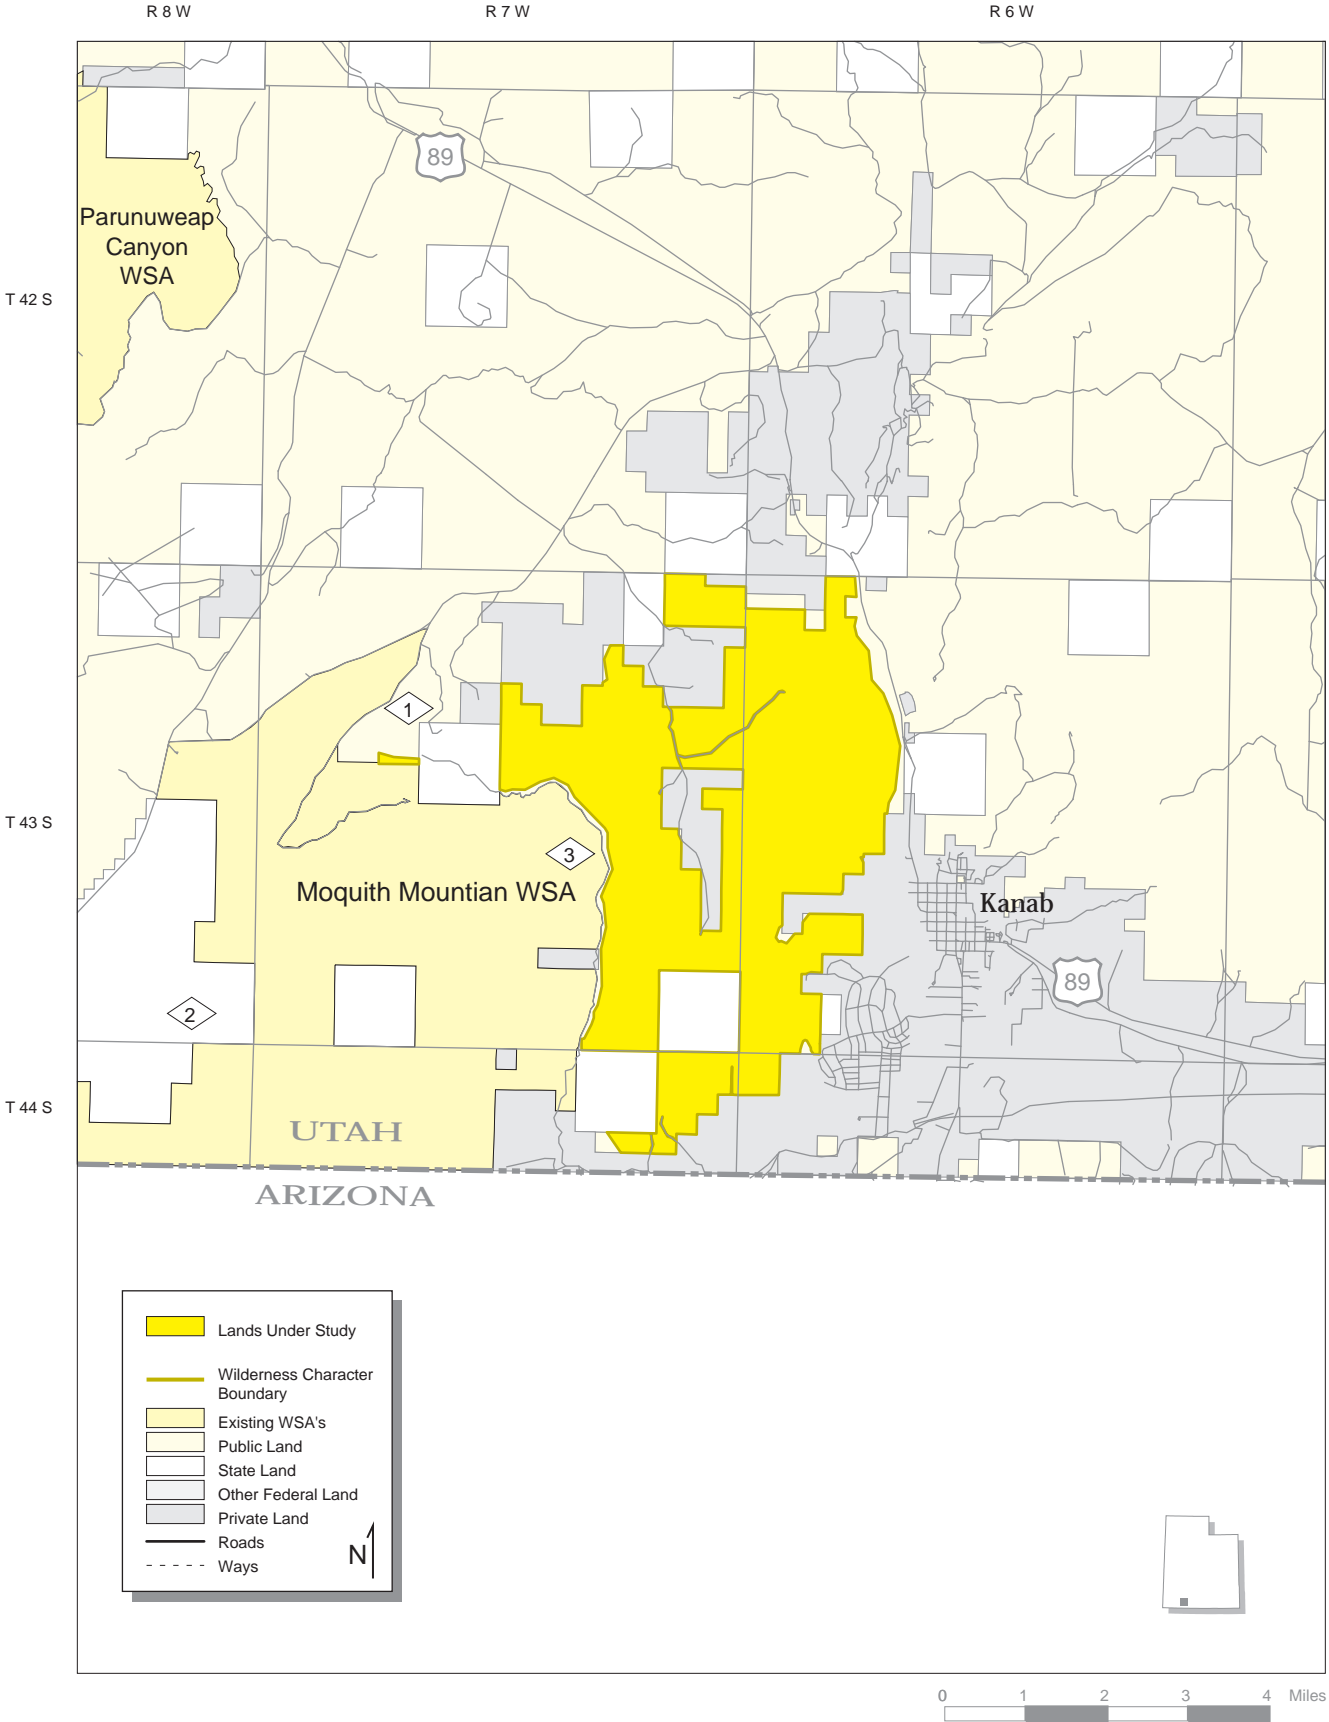 R 8 W
R 7 W
R 6 W
89
Parunuweap
Canyon
WSA
T 42 S
1
T 43 S
3
Moquith Mountian WSA
Kanab
89
2
T 44 S
UTAH
ARIZONA
Lands Under Study
Wilderness Character
Boundary
Existing WSA's
Public Land
State Land
Other Federal Land
Private Land
Roads
Ways
N
0 1 2 3 4 Miles